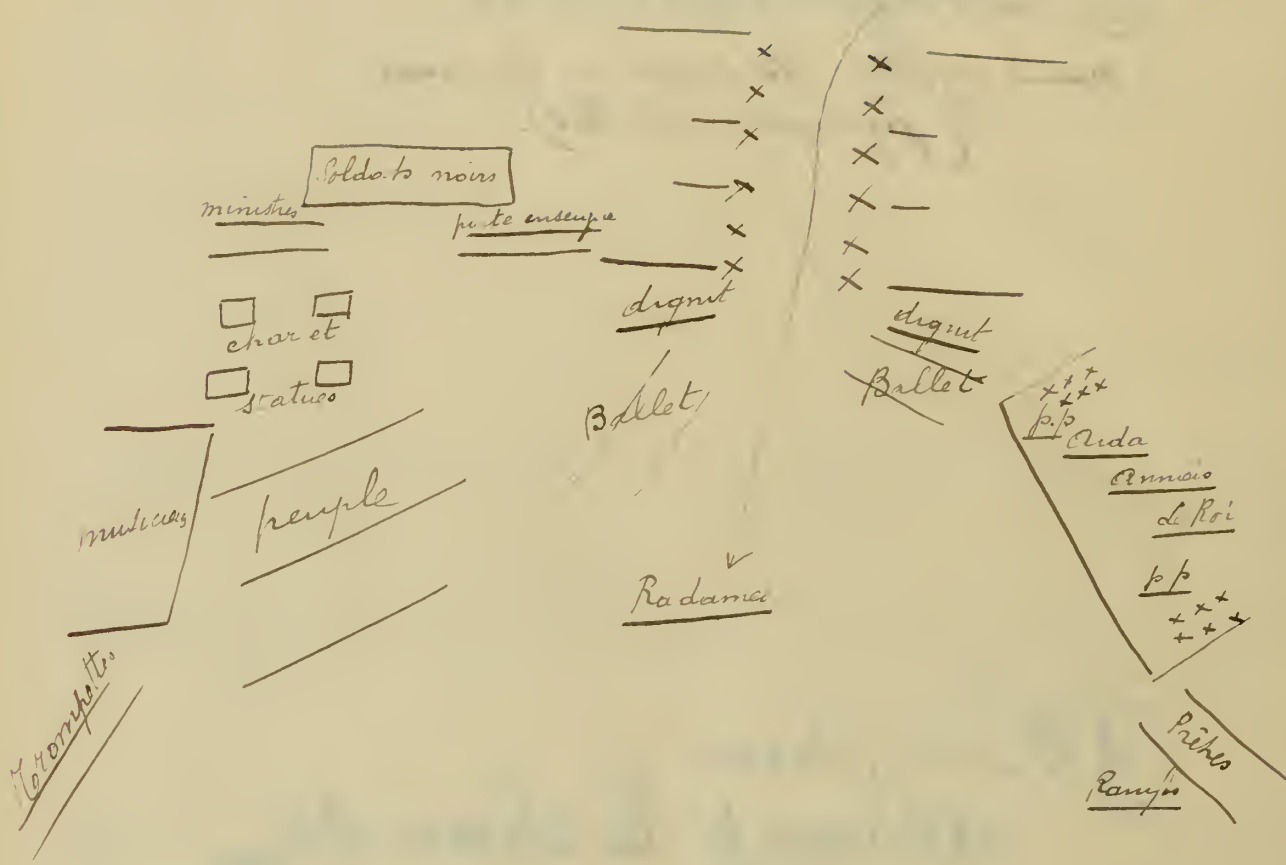 Soldats noirs
ministres
porte enseigne
char et
statues
dignit
dignit
Ballet
Ballet
p.p
Aida
Amneris
Le Roi
p p
musiciens
peuple
Radames
Trompettes
Prêtres
Ramfis